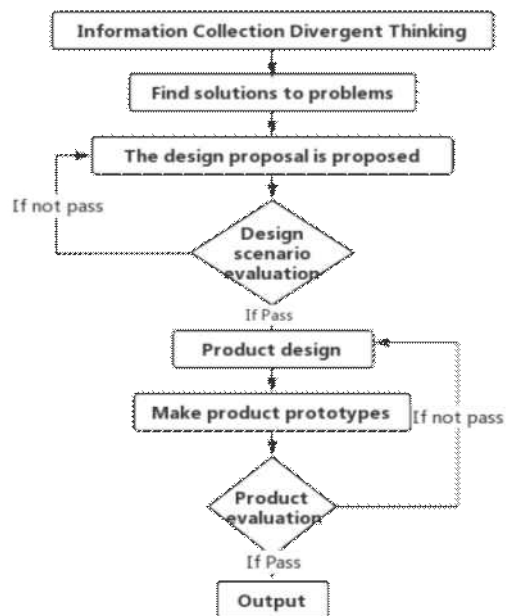 Information Collection Divergent Thinking
Find solutions to problems
The design proposal is proposed
If not pass
Design
scenario
evaluation
If Pass
Product design
Make product prototypes
If not pass
Product
evaluation
If Pass
Output